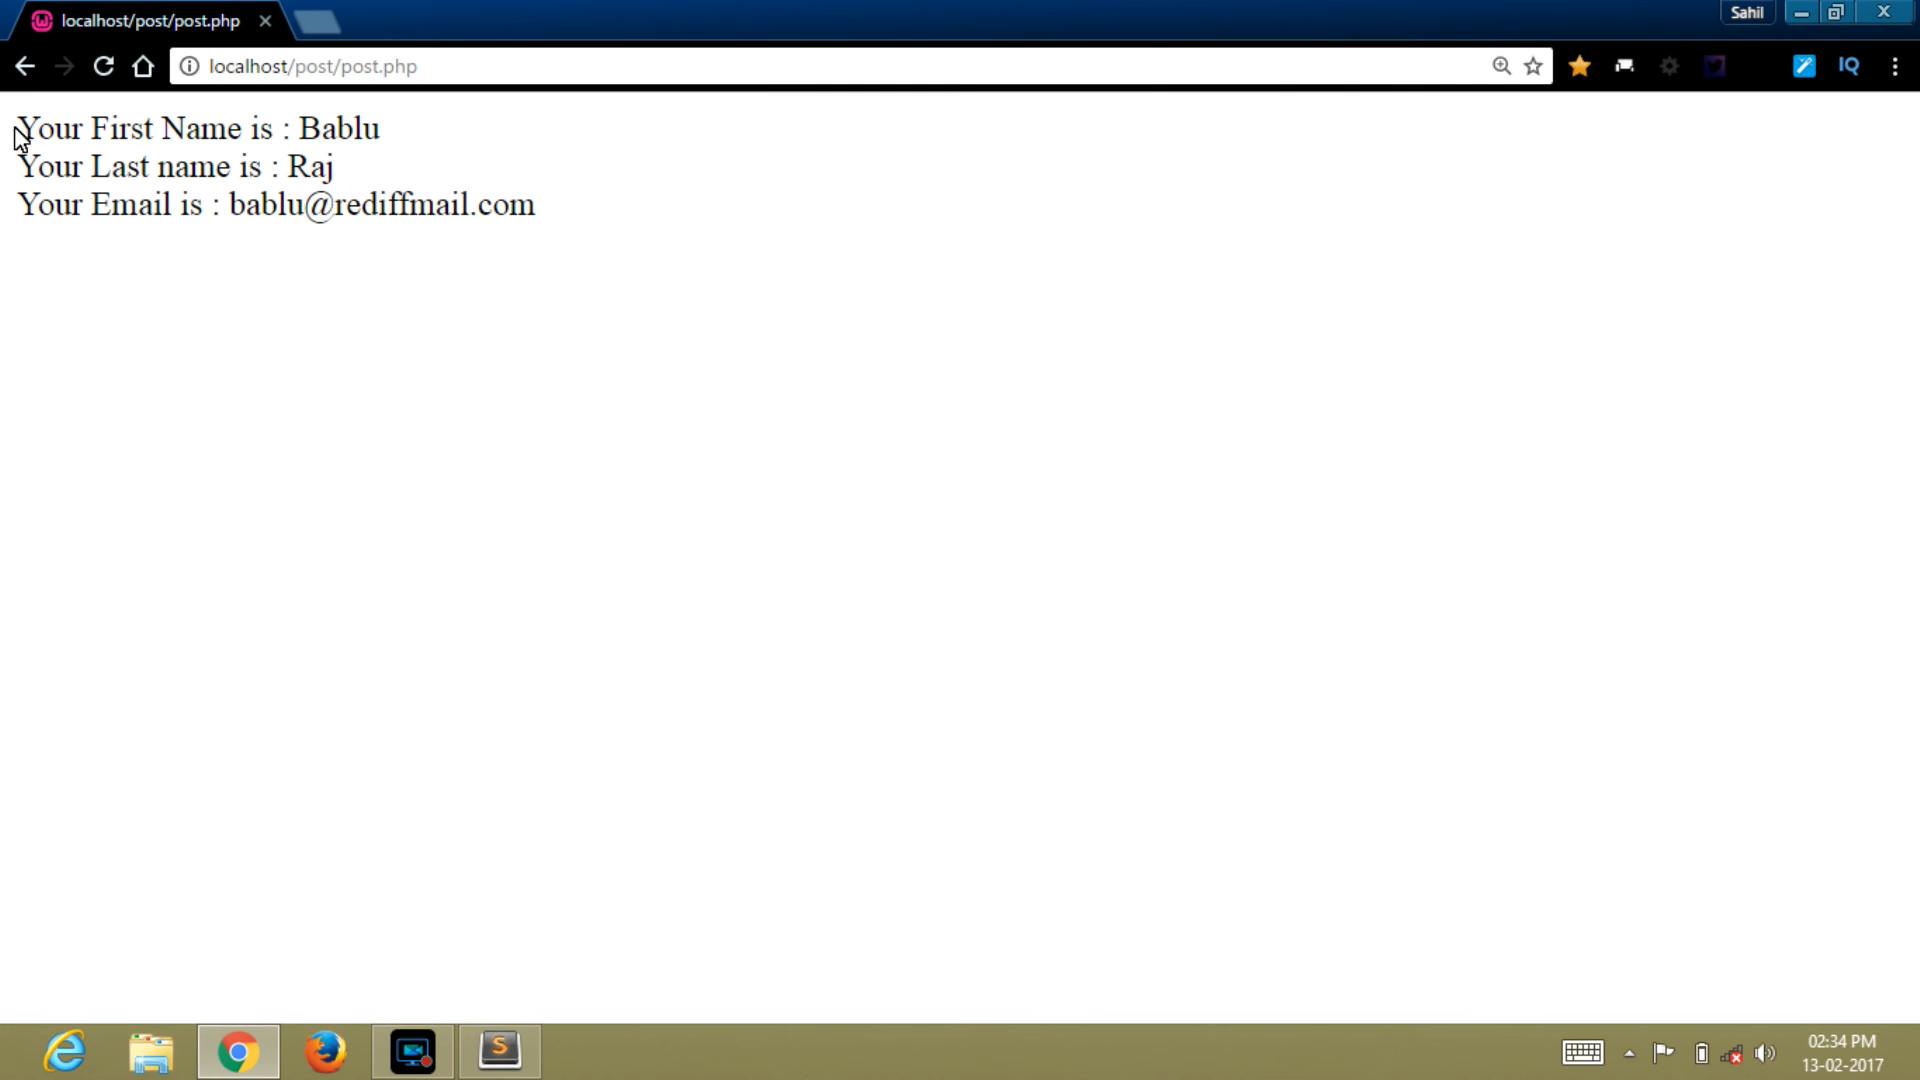 localhost/post/post.php
Sahil
localhost/post/post.php
IQ
Your First Name is : Bablu
Your Last name is : Raj
Your Email is : bablu@rediffmail.com
S
02:34 PM
13-02-2017